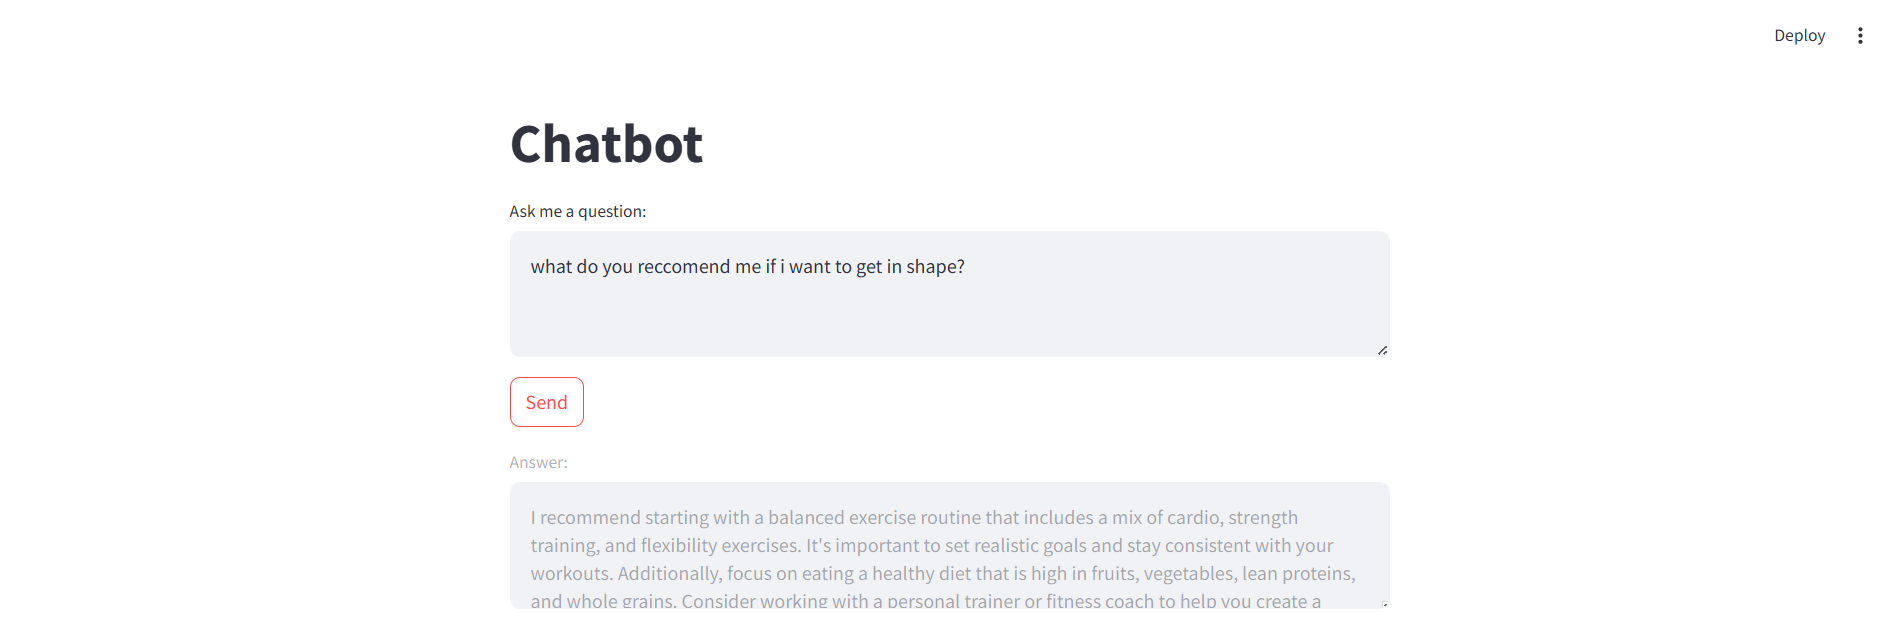 Deploy
Chatbot
Ask me a question:
what do you reccomend me if i want to get in shape?
Send
Answer:
I recommend starting with a balanced exercise routine that includes a mix of cardio, strength
training, and flexibility exercises. It's important to set realistic goals and stay consistent with your
workouts. Additionally, focus on eating a healthy diet that is high in fruits, vegetables, lean proteins,
and whole grains. Consider working with a personal trainer or fitness coach to help you create a